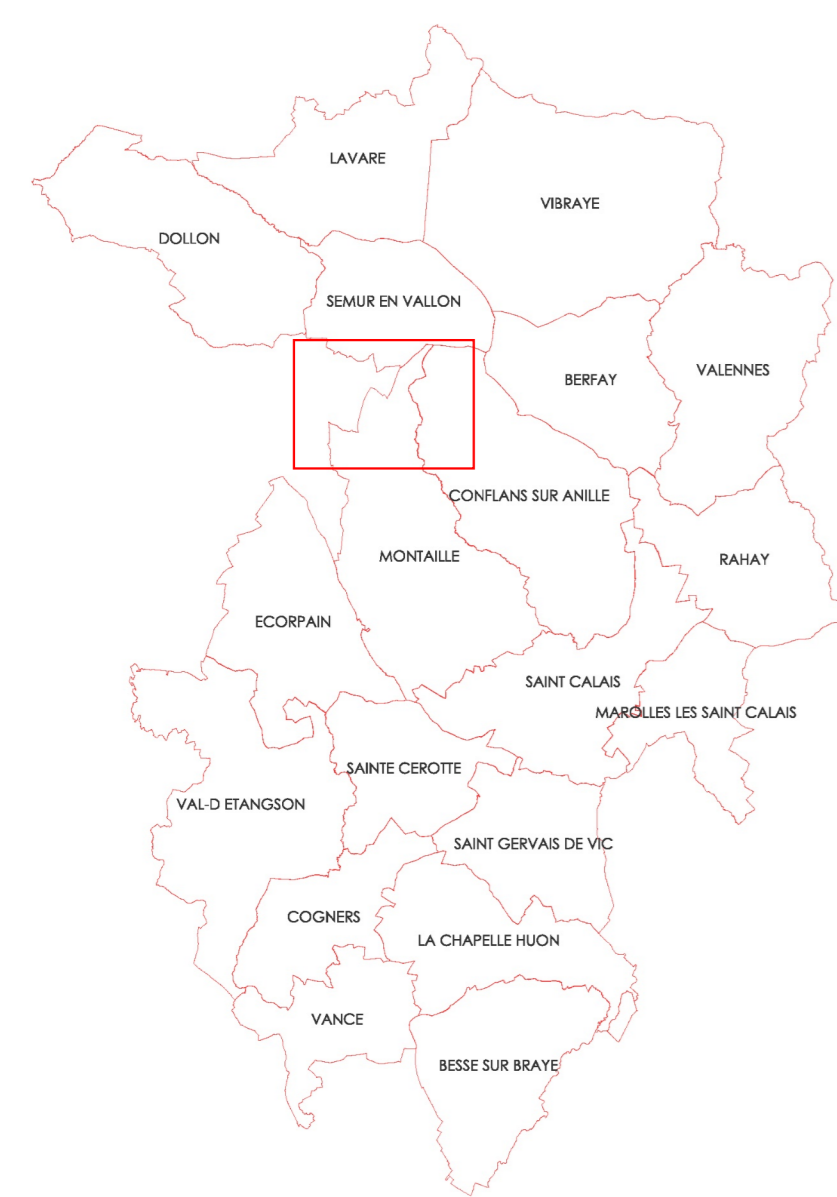 LAVARE
VIBRAYE
DOLLON
SEMUR EN VALLON
VALENNES
BERFAY
CONFLANS SUR ANILLE
MONTAILLE
RAHAY
ECORPAIN
SAINT CALAIS
MAROLLES LES SAINT CALAIS
SAINTE CEROTTE
VAL-D ETANGSON
SAINT GERVAIS DE VIC
COGNERS
LA CHAPELLE HUON
VANCE
BESSE SUR BRAYE